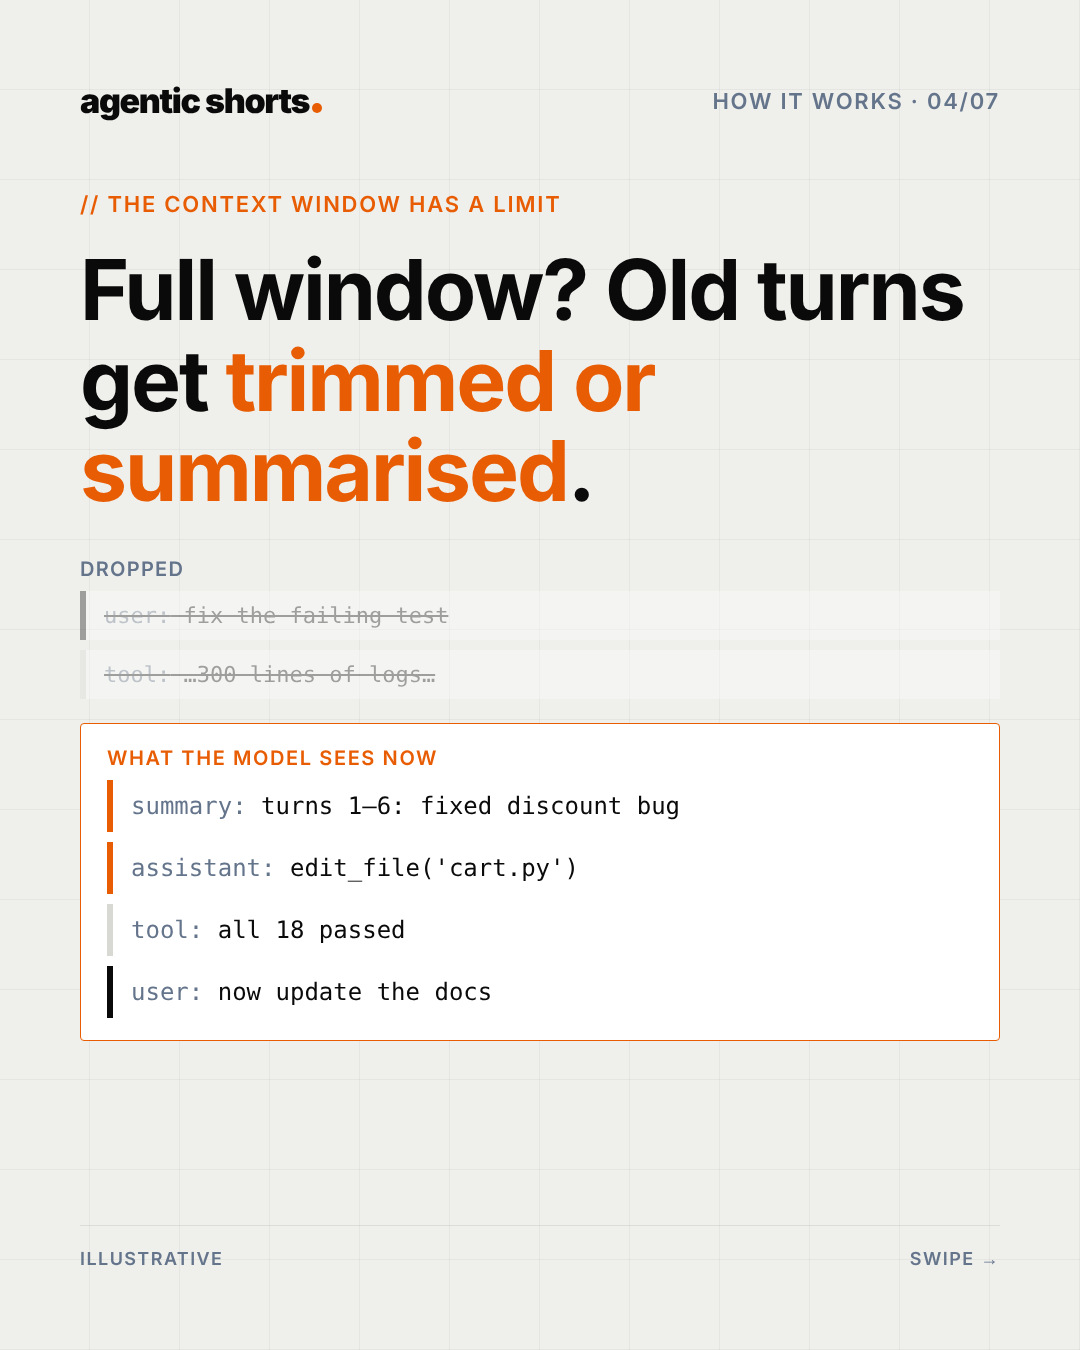 agentic shorts.
HOW IT WORKS · 04/07
// THE CONTEXT WINDOW HAS A LIMIT
Full window? Old turns
get trimmed or
summarised.
DROPPED
user: fix the failing test
tool: …300 lines of logs…
WHAT THE MODEL SEES NOW
summary: turns 1–6: fixed discount bug
assistant: edit_file('cart.py')
tool: all 18 passed
user: now update the docs
ILLUSTRATIVE
SWIPE →